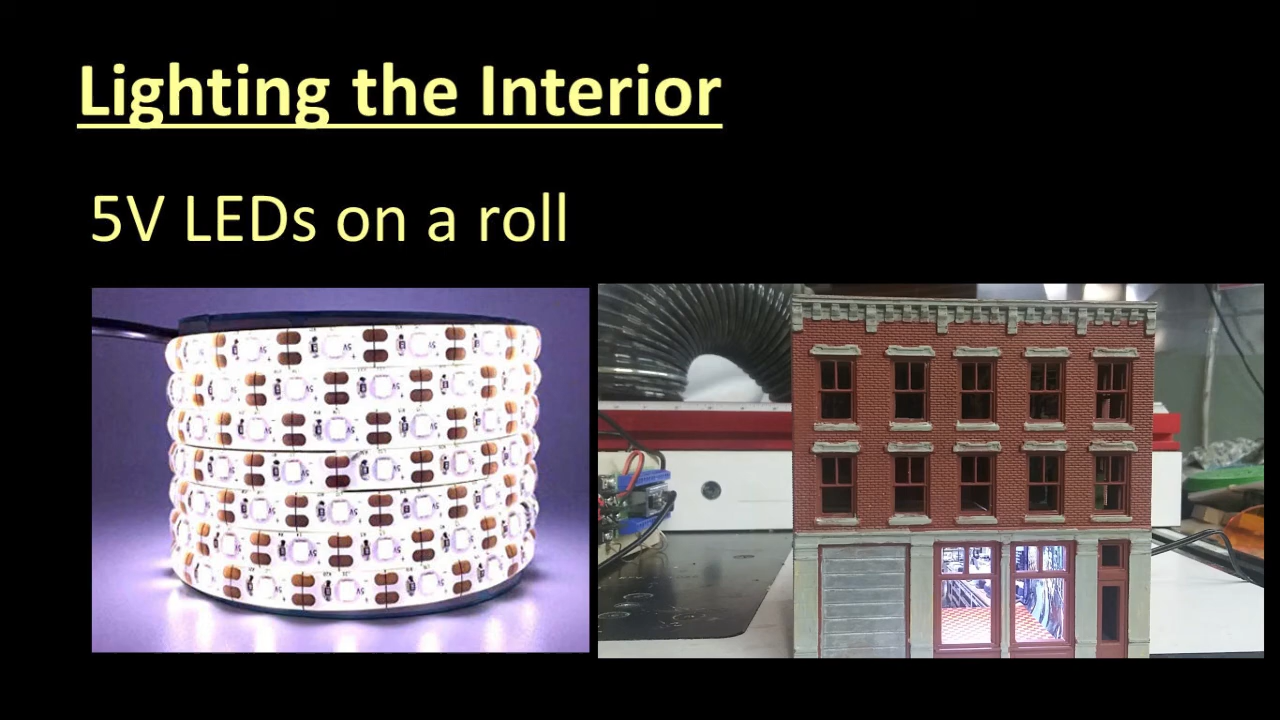 Lighting the Interior
5V LEDs on a roll